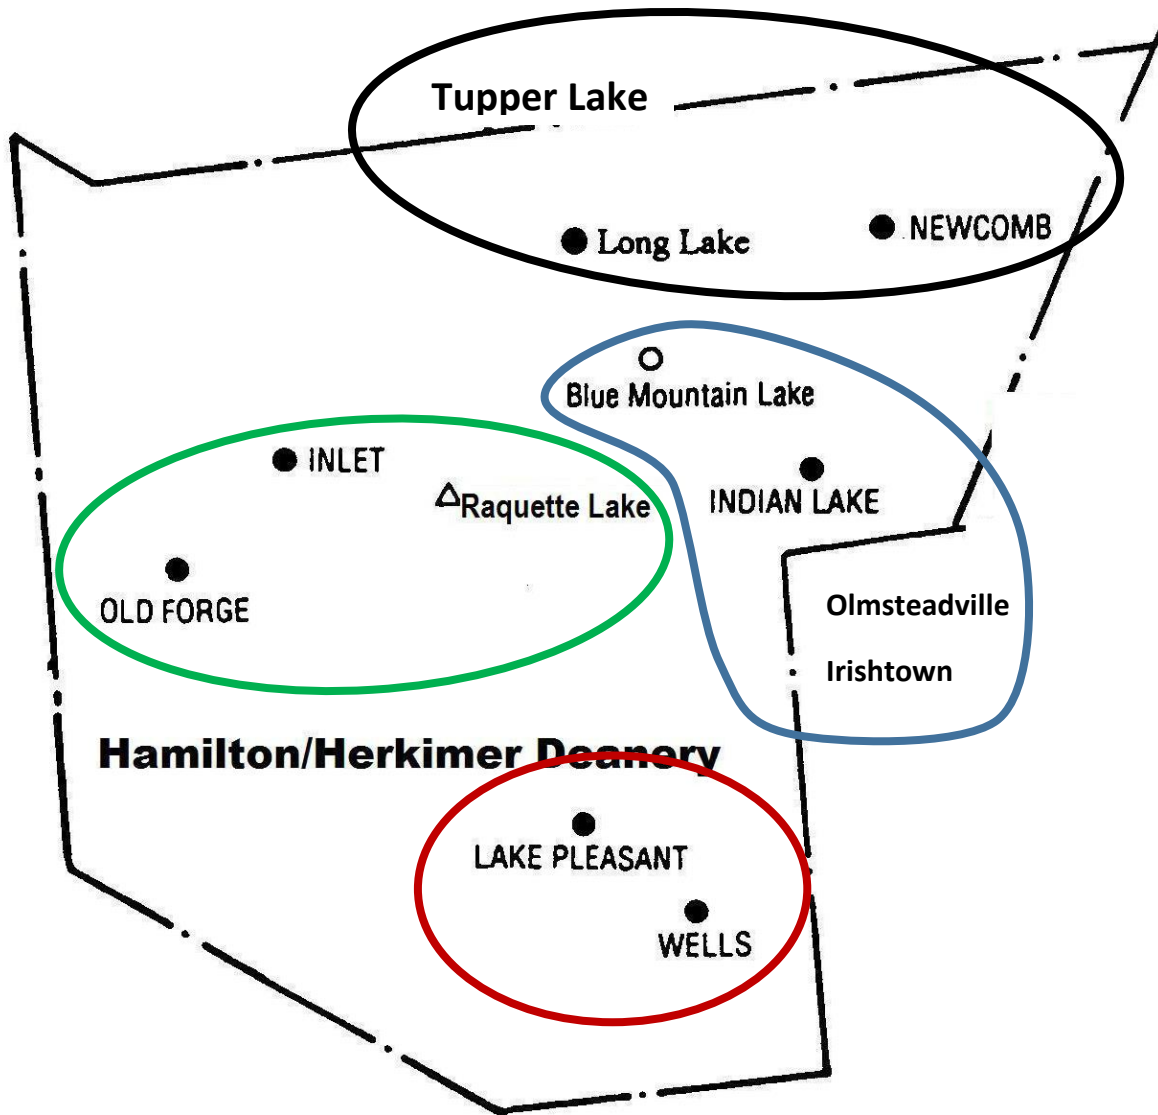 Tupper Lake
Long Lake
NEWCOMB
Blue Mountain Lake
INLET
INDIAN LAKE
Raquette Lake
OLD FORGE
Olmsteadville
Irishtown
Hamilton/Herkimer Deanery
LAKE PLEASANT
WELLS